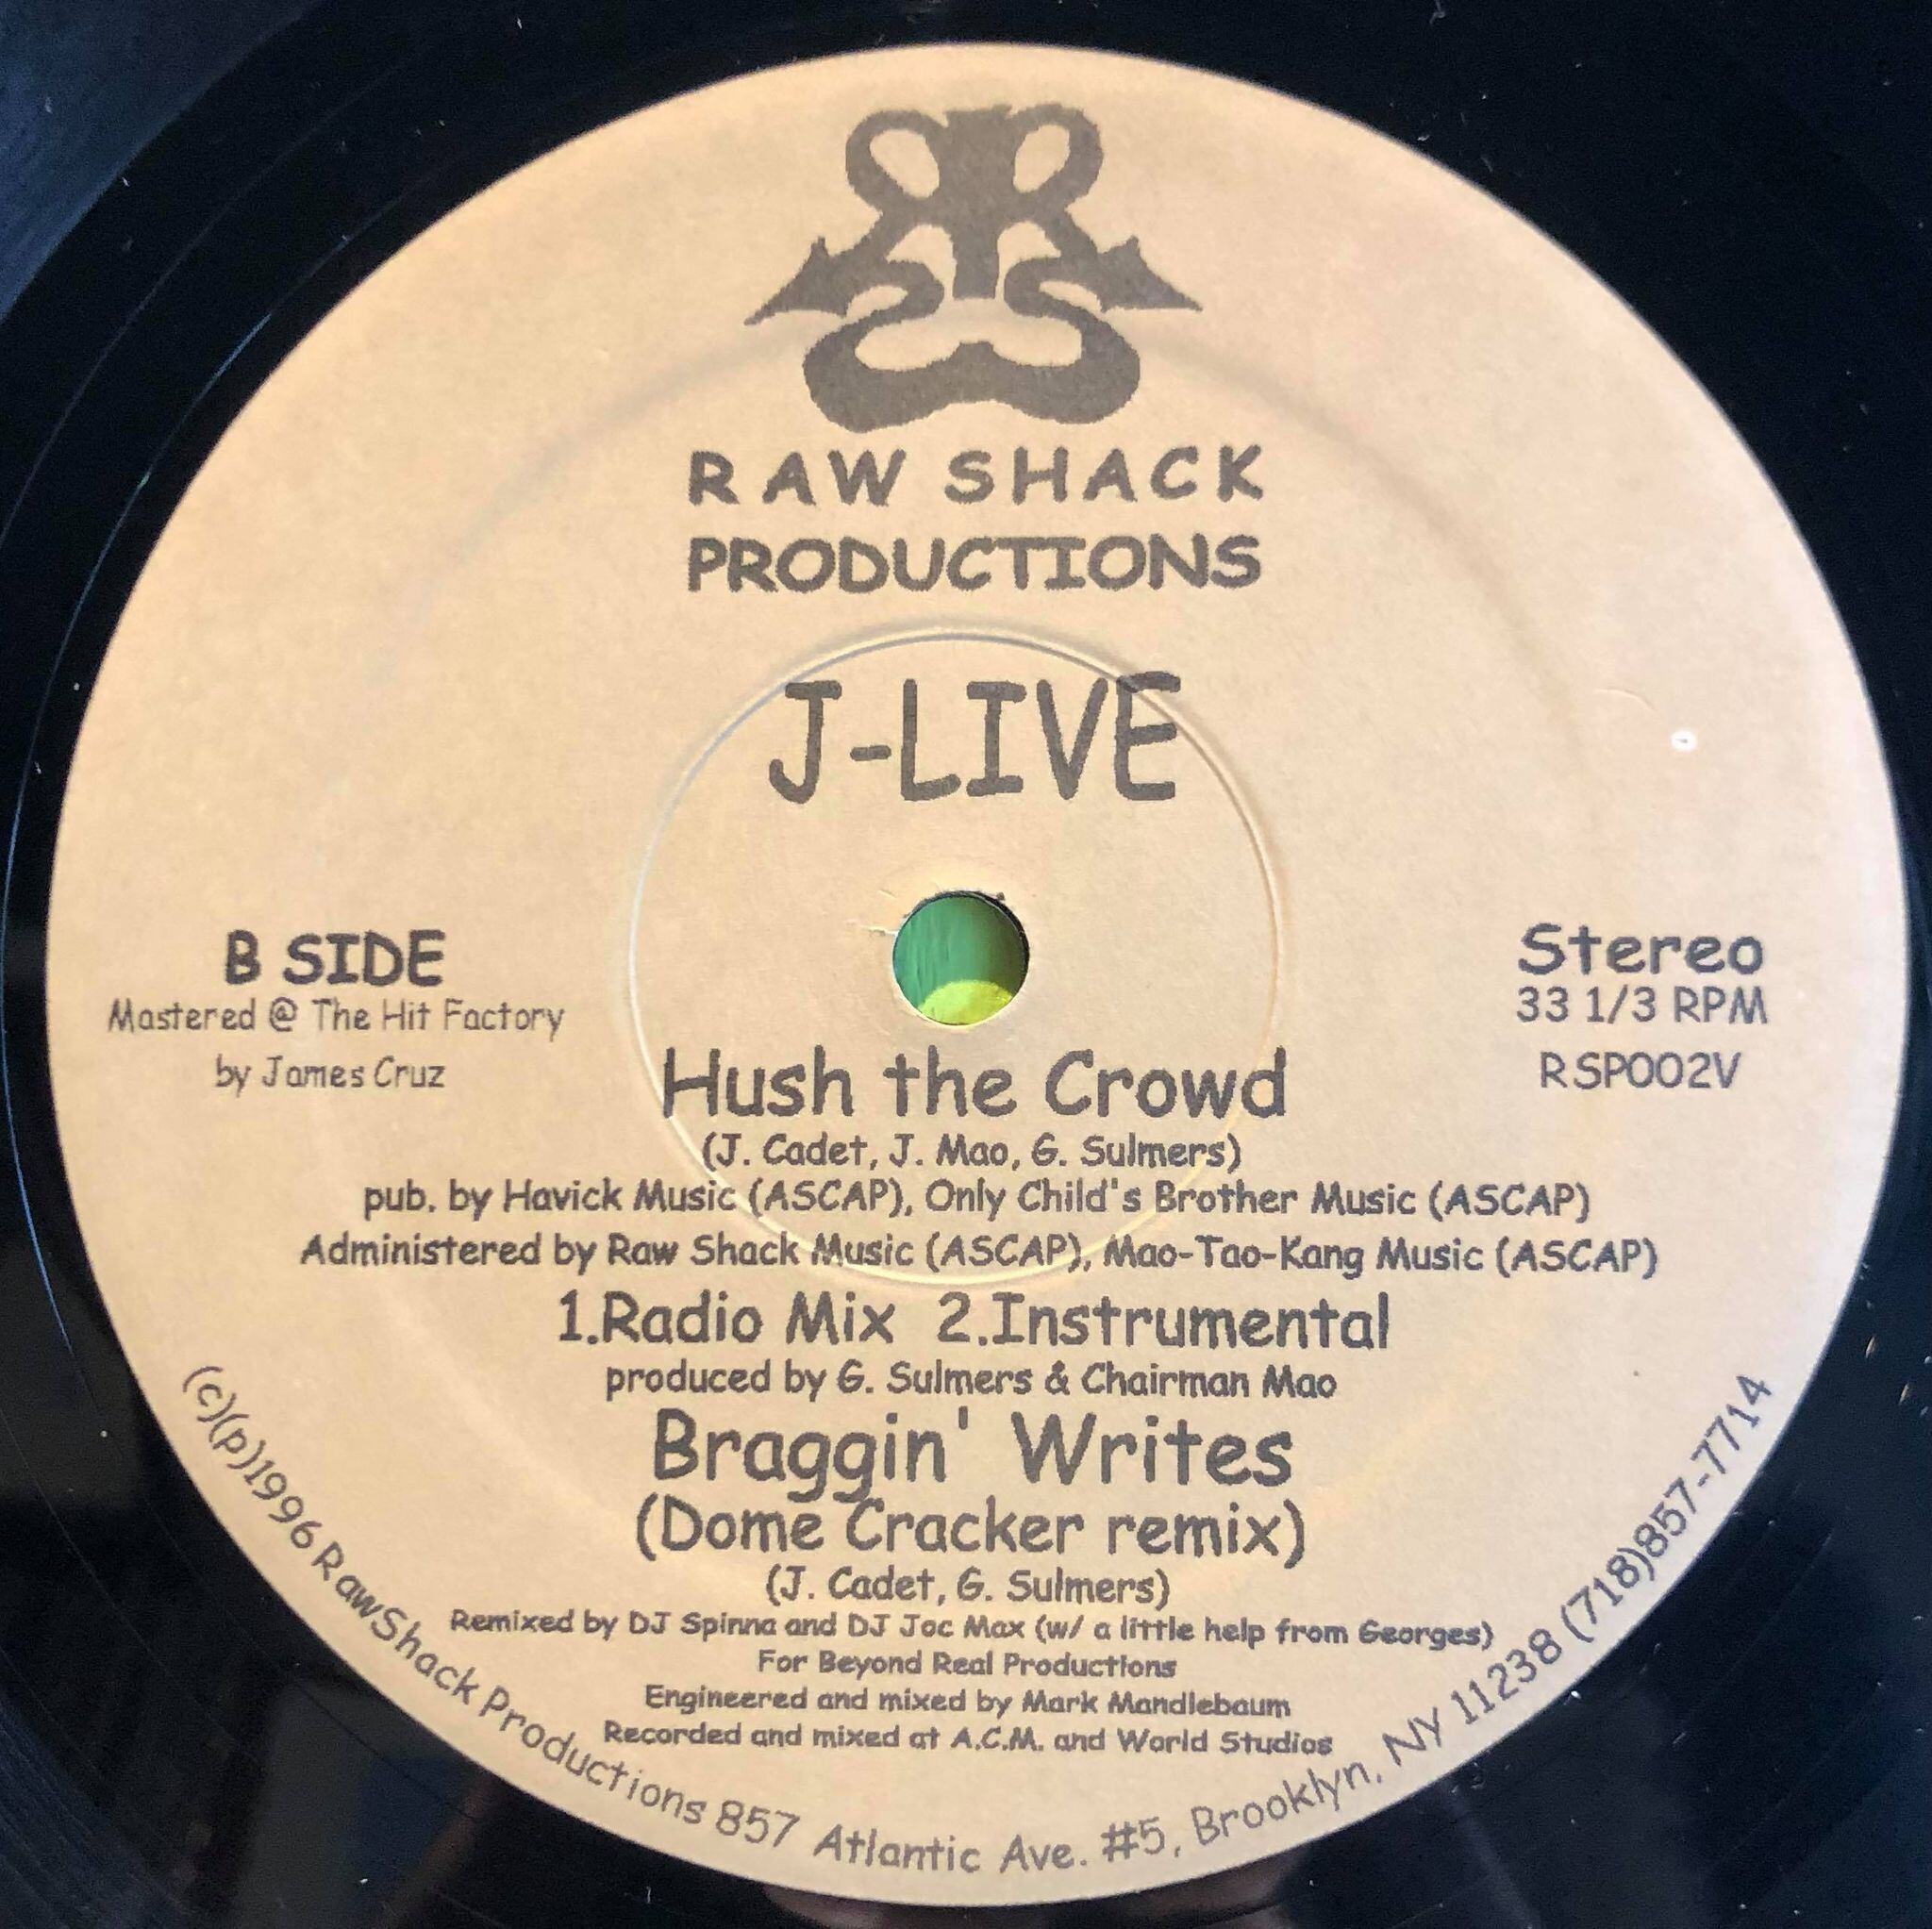 RAW SHACK
PRODUCTIONS
J-LIVE
B SIDE
Mastered @ The Hit Factory
by James Cruz
Stereo
33 1/3 RPM
RSP002V
Hush the Crowd
(J. Cadet, J. Mao, G. Sulmers)
pub. by Havick Music (ASCAP), Only Child's Brother Music (ASCAP)
Administered by Raw Shack Music (ASCAP), Mao-Tao-Kang Music (ASCAP)
1.Radio Mix 2.Instrumental
produced by G. Sulmers & Chairman Mao
Braggin' Writes
(Dome Cracker remix)
(J. Cadet, G. Sulmers)
Remixed by DJ Spinna and DJ Joc Max (w/ a little help from Georges)
For Beyond Real Productions
Engineered and mixed by Mark Mandlebaum
Recorded and mixed at A.C.M. and World Studios
(c)(p)1996 RawShack Productions 857 Atlantic Ave. #5, Brooklyn, NY 11238 (718)857-7714